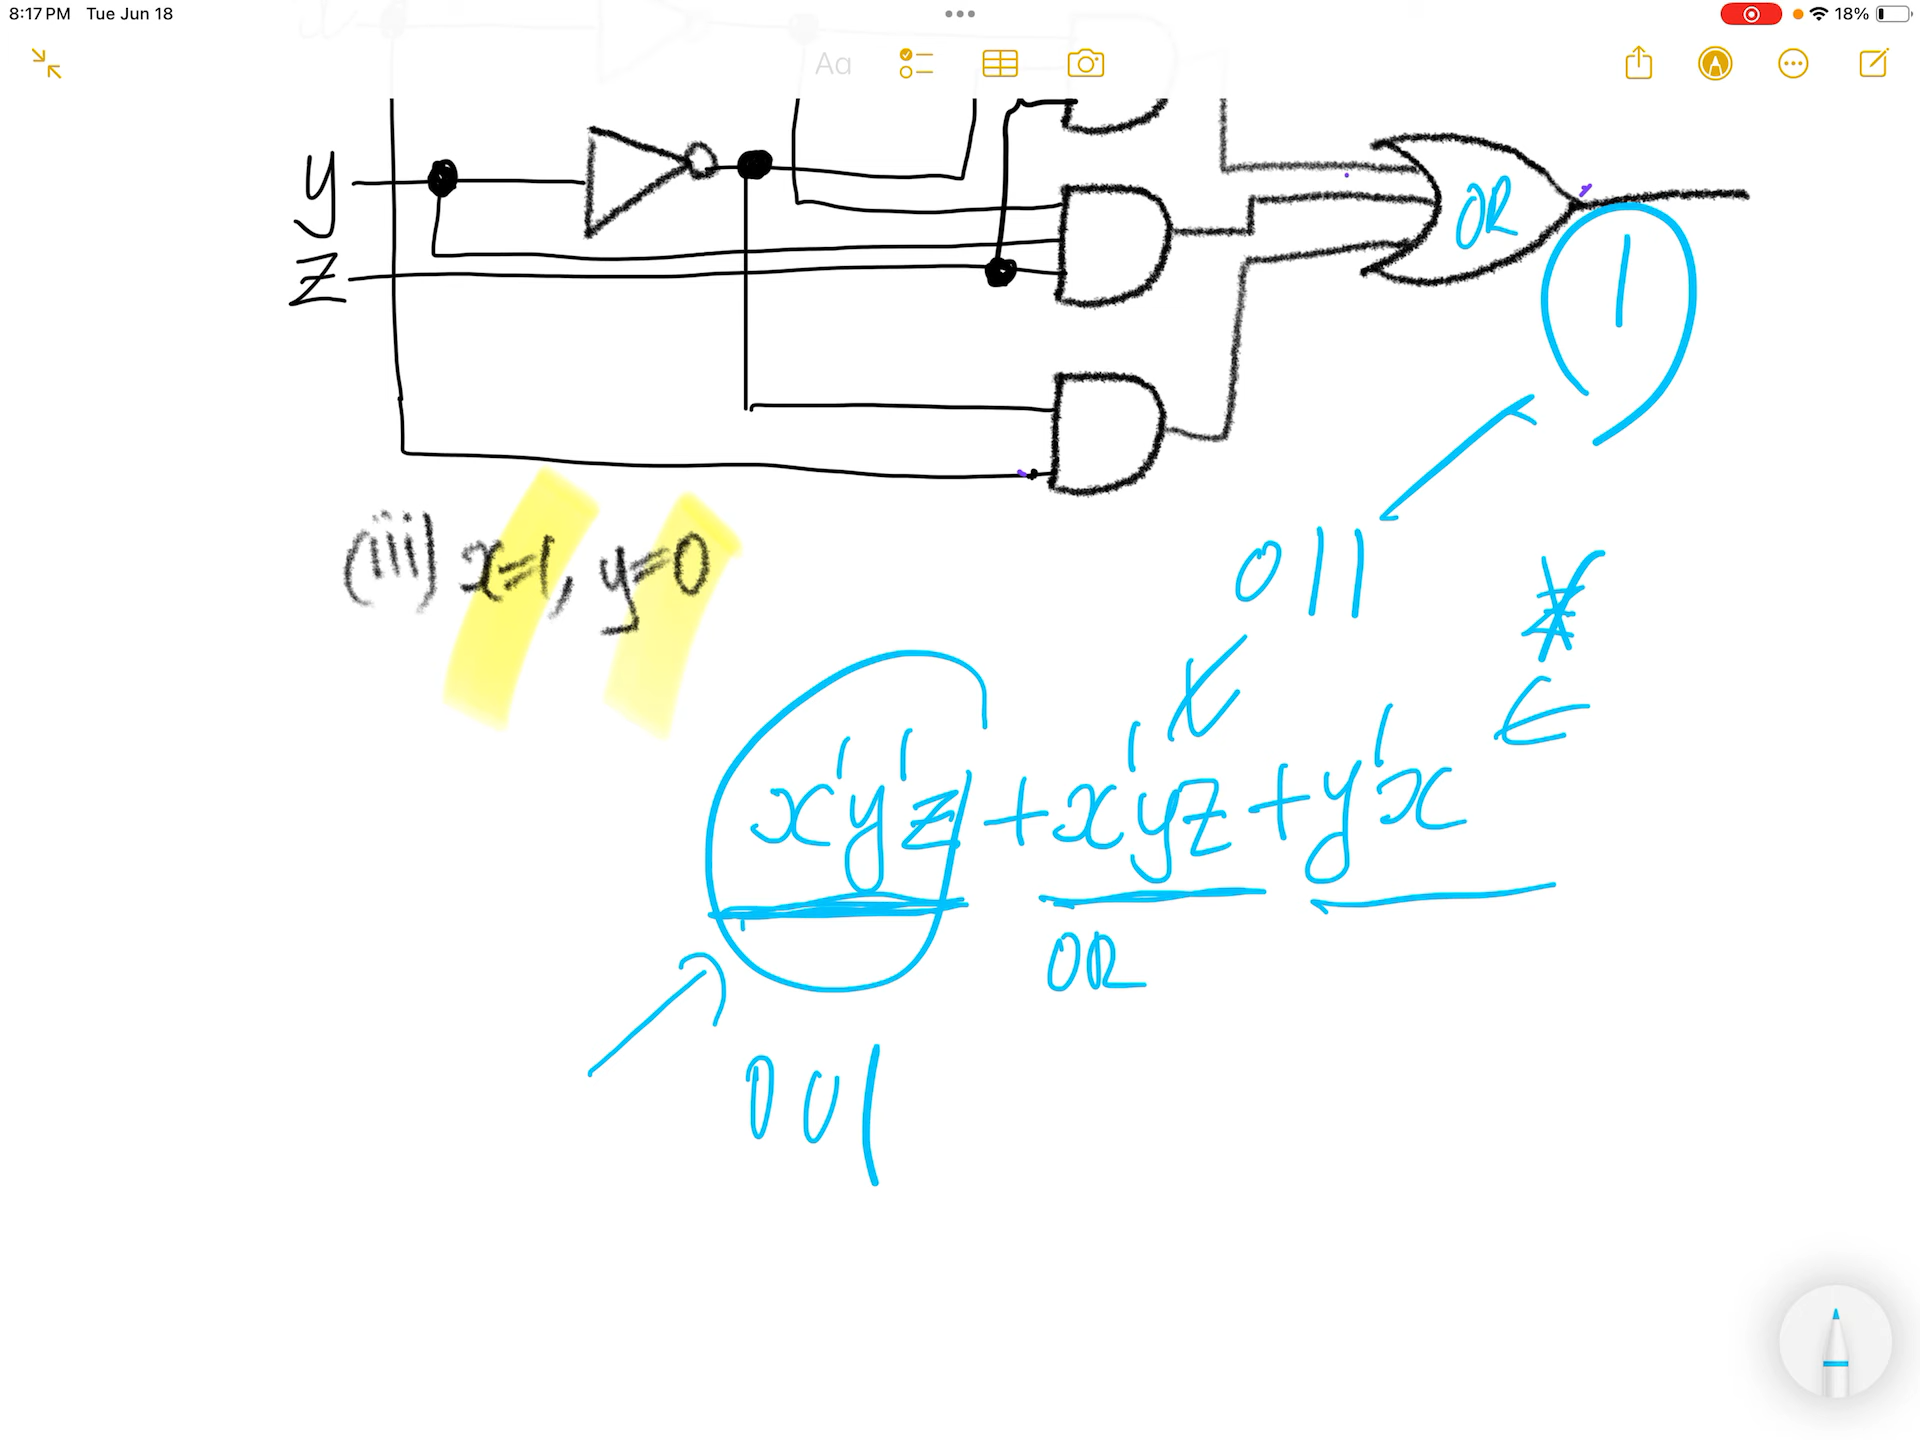 8:17 PM Tue Jun 18
18%
Aa
y
z
OR
1
(iii) x=1, y=0
011
x'y'z + x'yz + y'x
OR
001